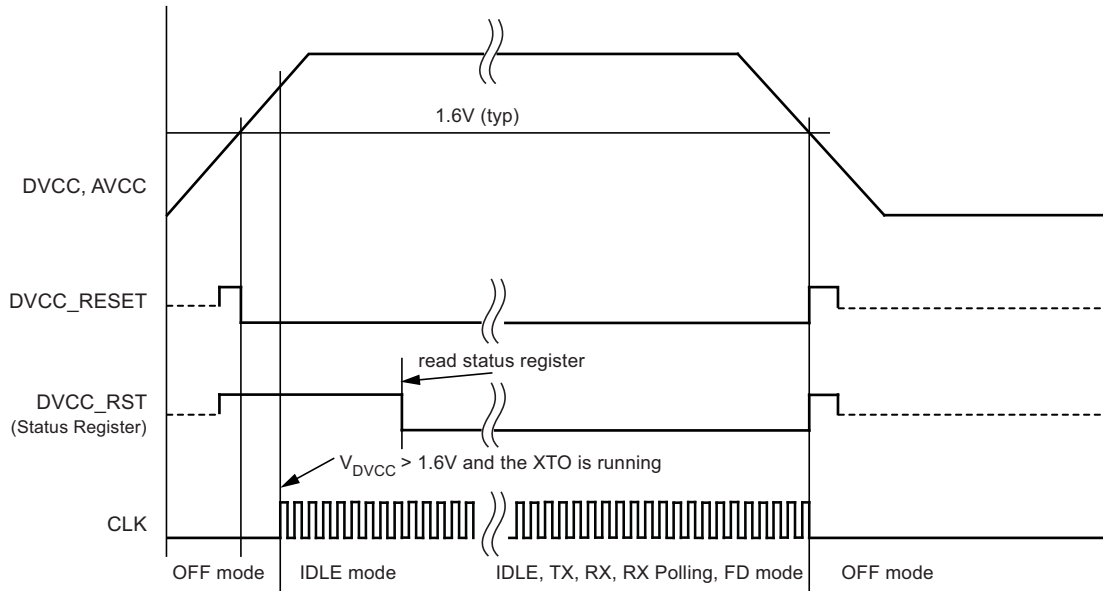 1.6V (typ)
DVCC, AVCC
DVCC_RESET
read status register
DVCC_RST
(Status Register)
VDVCC > 1.6V and the XTO is running
CLK
OFF mode
IDLE mode
IDLE, TX, RX, RX Polling, FD mode
OFF mode